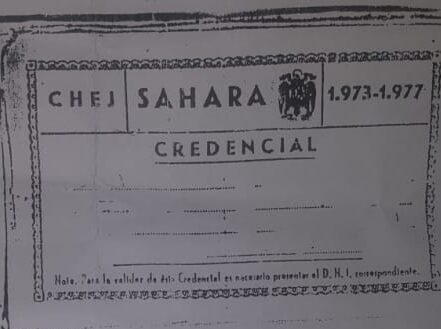 CHEJ SAHARA 1.973-1.977
CREDENCIAL
Nota. Para la validez de esta Credencial es necesario presentar el D. N. I. correspondiente.